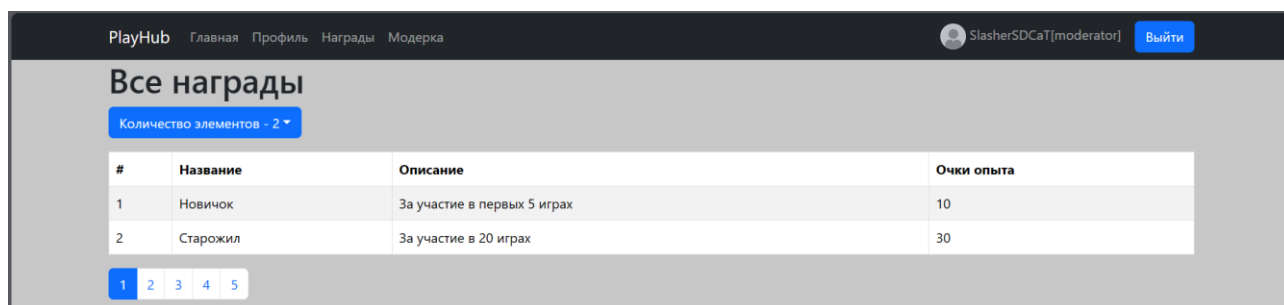 PlayHub Главная Профиль Награды Модерка SlasherSDCaT[moderator] Выйти
Все награды
Количество элементов - 2
# Название Описание Очки опыта
1 Новичок За участие в первых 5 играх 10
2 Старожил За участие в 20 играх 30
1 2 3 4 5